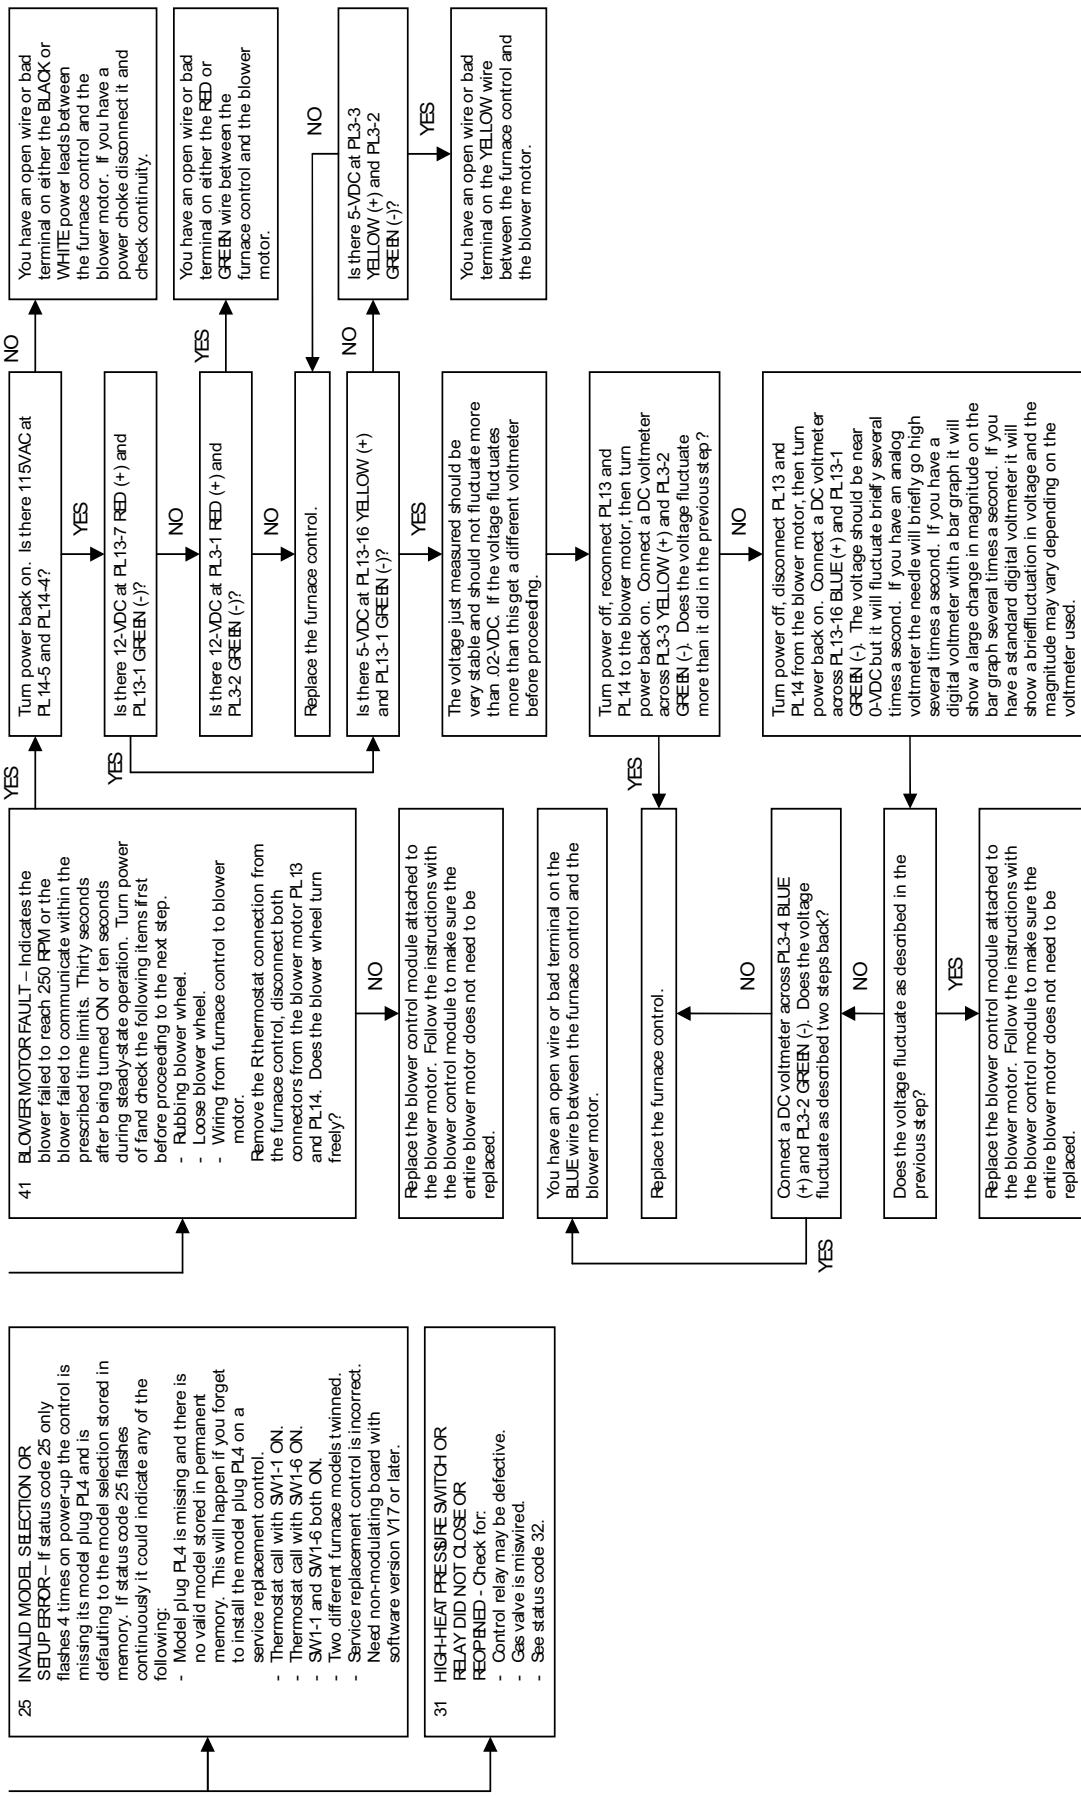 25 INVALID MODEL SELECTION OR
SETUP ERROR – If status code 25 only
flashes 4 times on power-up the control is
missing its model plug PL4 and is
defaulting to the model selection stored in
memory. If status code 25 flashes
continuously it could indicate any of the
following:
- Model plug PL4 is missing and there is
no valid model stored in permanent
memory. This will happen if you forget
to install the model plug PL4 on a
service replacement control.
- Thermostat call with SW1-1 ON.
- Thermostat call with SW1-6 ON.
- SW1-1 and SW1-6 both ON.
- Two different furnace models twinned.
- Service replacement control is incorrect.
Need non-modulating board with
software version V17 or later.
31 HIGH-HEAT PRESSURE SWITCH OR
RELAY DID NOT CLOSE OR
REOPENED - Check for:
- Control relay may be defective.
- Gas valve is miswired.
- See status code 32.
41 BLOWER MOTOR FAULT – Indicates the
blower failed to reach 250 RPM or the
blower failed to communicate within the
prescribed time limits. Thirty seconds
after being turned ON or ten seconds
during steady-state operation. Turn power
off and check the following items first
before proceeding to the next step.
- Rubbing blower wheel.
- Loose blower wheel.
- Wiring from furnace control to blower
motor.
Remove the R thermostat connection from
the furnace control, disconnect both
connectors from the blower motor PL13
and PL14. Does the blower wheel turn
freely?
NO
Replace the blower control module attached to
the blower motor. Follow the instructions with
the blower control module to make sure the
entire blower motor does not need to be
replaced.
YES
Turn power back on. Is there 115VAC at
PL14-5 and PL14-4?
NO
You have an open wire or bad
terminal on either the BLACK or
WHITE power leads between
the furnace control and the
blower motor. If you have a
power choke disconnect it and
check continuity.
YES
Is there 12-VDC at PL13-7 RED (+) and
PL13-1 GREEN (-)?
YES
NO
Is there 12-VDC at PL3-1 RED (+) and
PL3-2 GREEN (-)?
YES
You have an open wire or bad
terminal on either the RED or
GREEN wire between the
furnace control and the blower
motor.
NO
Replace the furnace control.
NO
Is there 5-VDC at PL13-16 YELLOW (+)
and PL13-1 GREEN (-)?
NO
Is there 5-VDC at PL3-3
YELLOW (+) and PL3-2
GREEN (-)?
YES
You have an open wire or bad
terminal on the YELLOW wire
between the furnace control and
the blower motor.
YES
The voltage just measured should be
very stable and should not fluctuate more
than .02-VDC. If the voltage fluctuates
more than this get a different voltmeter
before proceeding.
Turn power off, reconnect PL13 and
PL14 to the blower motor, then turn
power back on. Connect a DC voltmeter
across PL3-3 YELLOW (+) and PL3-2
GREEN (-). Does the voltage fluctuate
more than it did in the previous step?
YES
Replace the furnace control.
NO
Turn power off, disconnect PL13 and
PL14 from the blower motor, then turn
power back on. Connect a DC voltmeter
across PL13-16 BLUE (+) and PL13-1
GREEN (-). The voltage should be near
0-VDC but it will fluctuate briefly several
times a second. If you have an analog
voltmeter the needle will briefly go high
several times a second. If you have a
digital voltmeter with a bar graph it will
show a large change in magnitude on the
bar graph several times a second. If you
have a standard digital voltmeter it will
show a brief fluctuation in voltage and the
magnitude may vary depending on the
voltmeter used.
Does the voltage fluctuate as described in the
previous step?
YES
Replace the blower control module attached to
the blower motor. Follow the instructions with
the blower control module to make sure the
entire blower motor does not need to be
replaced.
NO
Connect a DC voltmeter across PL3-4 BLUE
(+) and PL3-2 GREEN (-). Does the voltage
fluctuate as described two steps back?
NO
YES
You have an open wire or bad terminal on the
BLUE wire between the furnace control and the
blower motor.